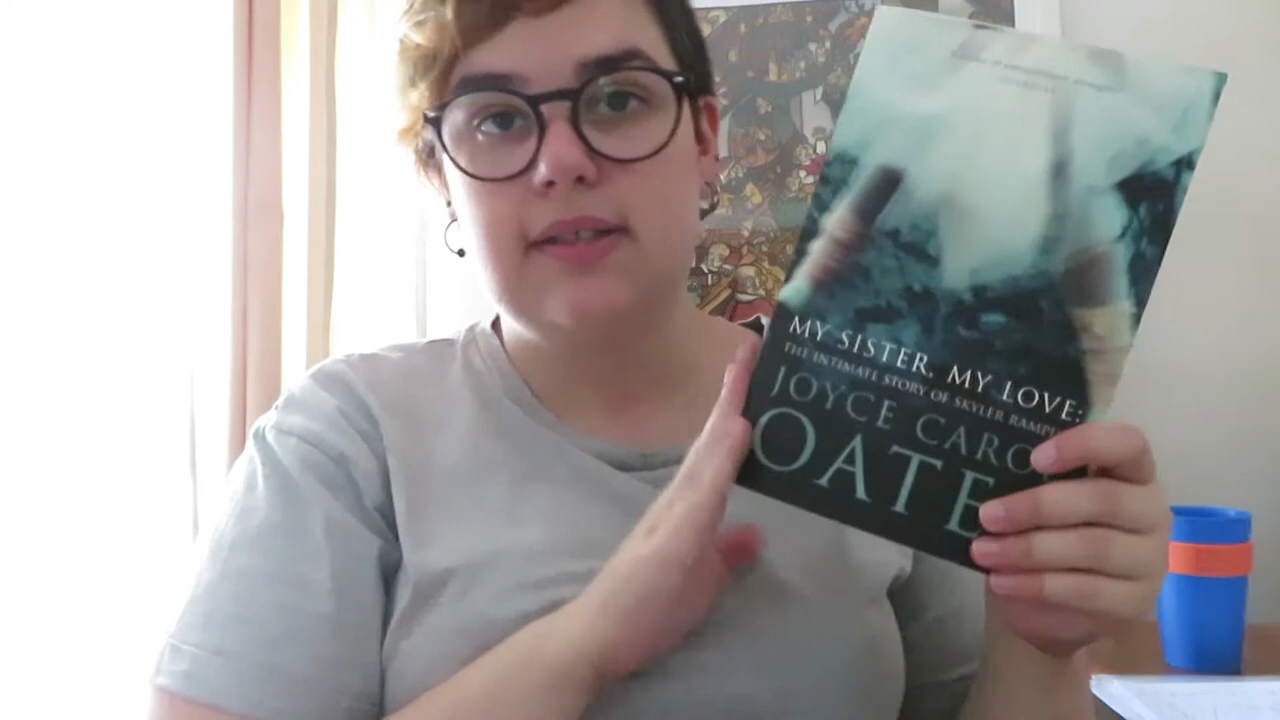 MY SISTER, MY LOVE:
THE INTIMATE STORY OF SKYLER
JOYCE CARO
OATE